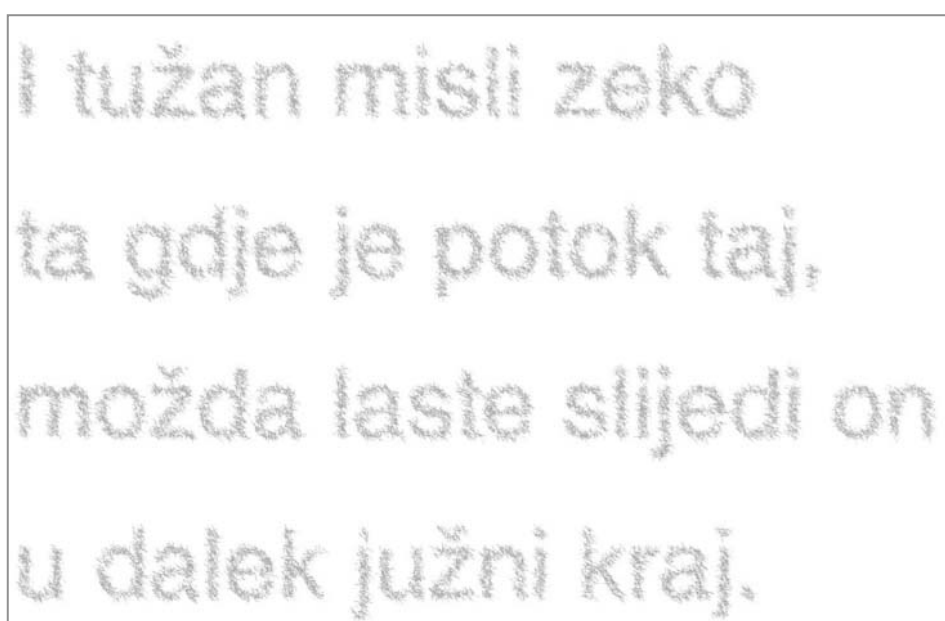 I tužan misli zeko
ta gdje je potok taj,
možda laste slijedi on
u dalek južni kraj.